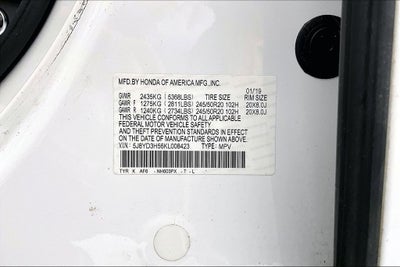 MFD.BY HONDA OF AMERICA MFG.,INC. 01/19
GVWR 2435KG (5368LBS) TIRE SIZE RIM SIZE
GAWR F 1275KG (2811LBS) 245/50R20 102H 20X8.0J
GAWR R 1240KG (2734LBS) 245/50R20 102H 20X8.0J
THIS VEHICLE CONFORMS TO ALL APPLICABLE
FEDERAL MOTOR VEHICLE SAFETY
AND THEFT PREVENTION STANDARDS IN EFFECT ON
THE DATE OF MANUFACTURE SHOWN ABOVE.
V.I.N.: 5J8YD3H56KL008423 TYPE: MPV
TYR K AF6 - NH603PX - 7 - L